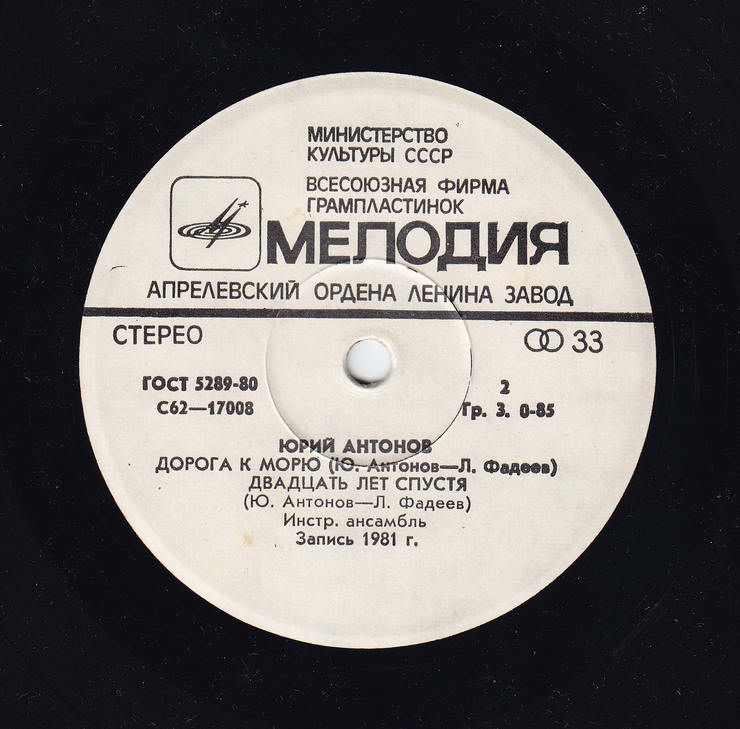 МИНИСТЕРСТВО
КУЛЬТУРЫ СССР
ВСЕСОЮЗНАЯ ФИРМА
ГРАМПЛАСТИНОК
МЕЛОДИЯ
АПРЕЛЕВСКИЙ ОРДЕНА ЛЕНИНА ЗАВОД
СТЕРЕО 33
ГОСТ 5289-80 2
С62—17008 Гр. 3. 0-85
ЮРИЙ АНТОНОВ
ДОРОГА К МОРЮ (Ю. Антонов—Л. Фадеев)
ДВАДЦАТЬ ЛЕТ СПУСТЯ
(Ю. Антонов—Л. Фадеев)
Инстр. ансамбль
Запись 1981 г.